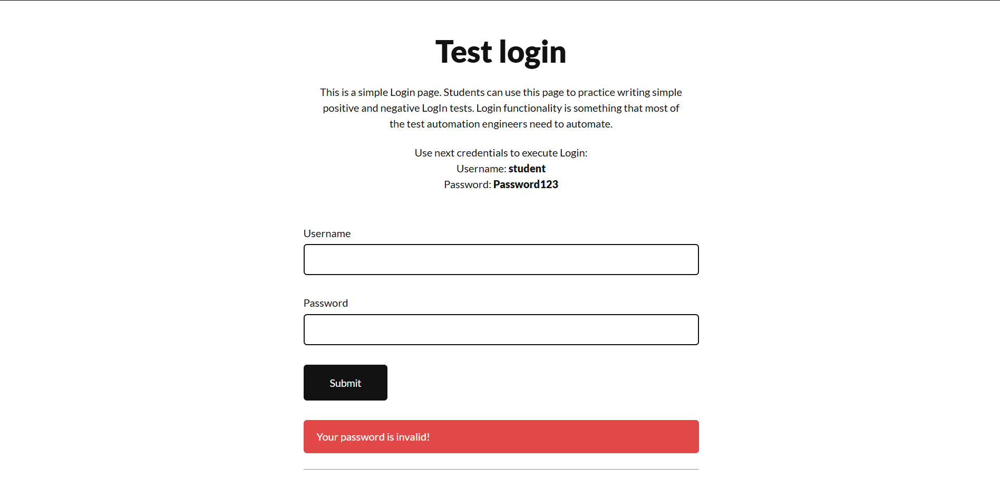 Test login
This is a simple Login page. Students can use this page to practice writing simple
positive and negative LogIn tests. Login functionality is something that most of
the test automation engineers need to automate.
Use next credentials to execute Login:
Username: student
Password: Password123
Username
Password
Submit
Your password is invalid!